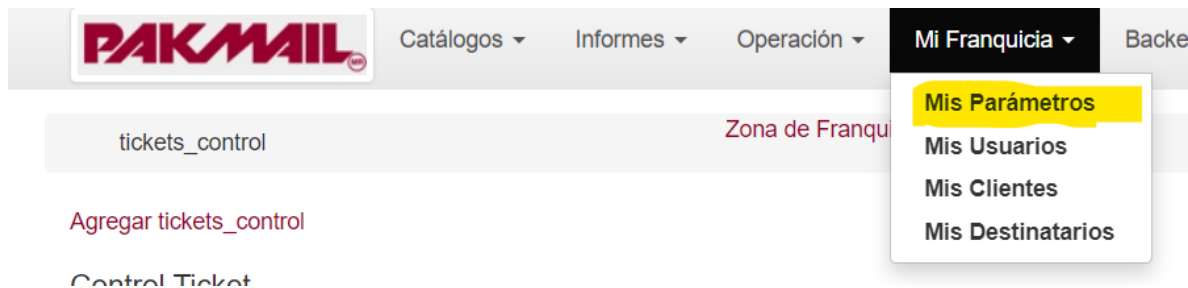 PAKMAIL MR Catálogos Informes Operación Mi Franquicia Backe
Mis Parámetros
tickets_control Zona de Franqui
Mis Usuarios
Mis Clientes
Agregar tickets_control
Mis Destinatarios
Control Ticket